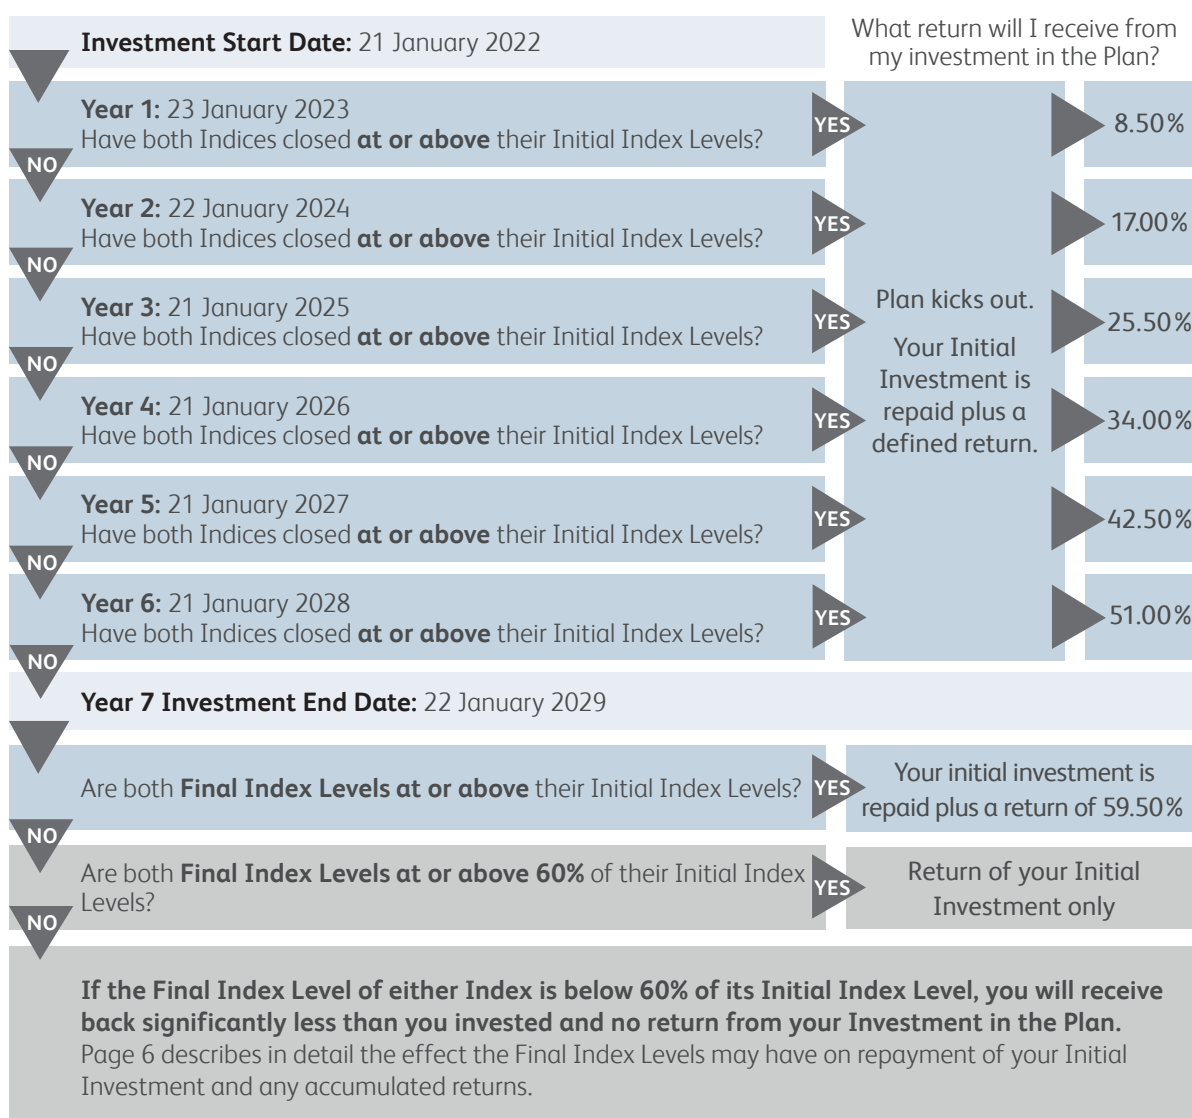 Investment Start Date: 21 January 2022
What return will I receive from
my investment in the Plan?
Year 1: 23 January 2023
Have both Indices closed at or above their Initial Index Levels?
YES
8.50%
NO
Year 2: 22 January 2024
Have both Indices closed at or above their Initial Index Levels?
YES
17.00%
NO
Year 3: 21 January 2025
Have both Indices closed at or above their Initial Index Levels?
YES
Plan kicks out.
Your Initial
Investment is
repaid plus a
defined return.
25.50%
NO
Year 4: 21 January 2026
Have both Indices closed at or above their Initial Index Levels?
YES
34.00%
NO
Year 5: 21 January 2027
Have both Indices closed at or above their Initial Index Levels?
YES
42.50%
NO
Year 6: 21 January 2028
Have both Indices closed at or above their Initial Index Levels?
YES
51.00%
NO
Year 7 Investment End Date: 22 January 2029
Are both Final Index Levels at or above their Initial Index Levels?
YES
Your initial investment is
repaid plus a return of 59.50%
NO
Are both Final Index Levels at or above 60% of their Initial Index
Levels?
YES
Return of your Initial
Investment only
NO
If the Final Index Level of either Index is below 60% of its Initial Index Level, you will receive
back significantly less than you invested and no return from your Investment in the Plan.
Page 6 describes in detail the effect the Final Index Levels may have on repayment of your Initial
Investment and any accumulated returns.